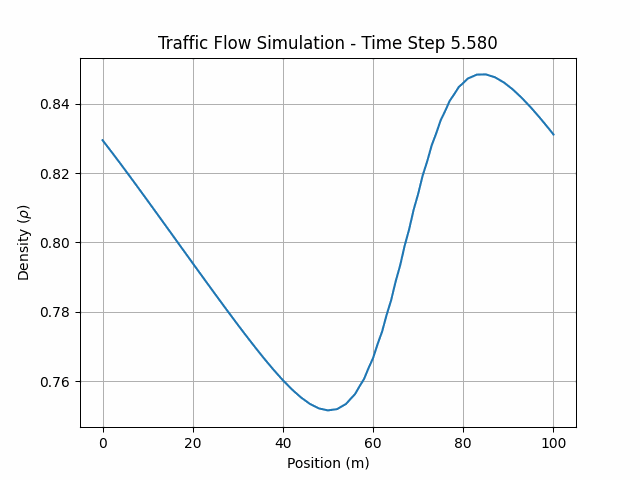 Traffic Flow Simulation - Time Step 5.580
Density (ρ)
0.84
0.82
0.80
0.78
0.76
0 20 40 60 80 100
Position (m)